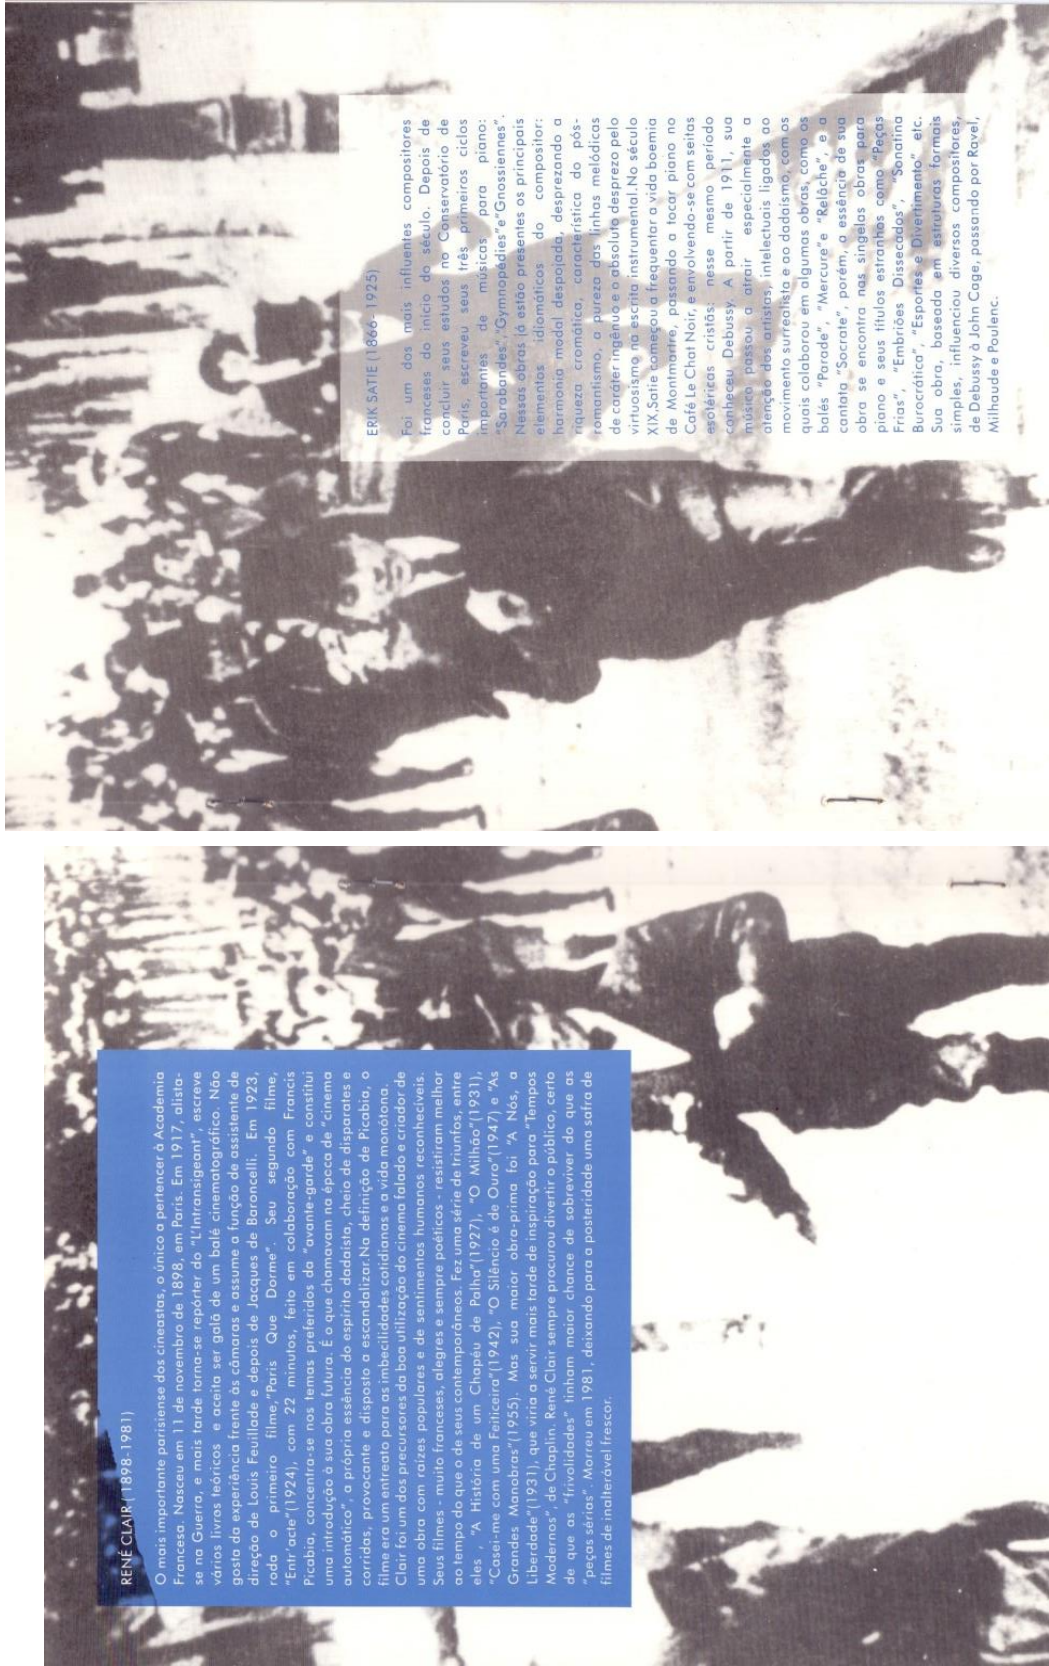 ERIK SATIE (1866-1925)
Foi um dos mais influentes compositores
franceses do início do século. Depois de
concluir seus estudos no Conservatório de
Paris, escreveu seus três primeiros ciclos
importantes de músicas para piano:
"Sarabandes","Gymnopédies"e"Gnossiennes".
Nessas obras já estão presentes os principais
elementos idiomáticos do compositor:
harmonia modal despojada, desprezando a
riqueza cromática, característica do pós-
romantismo, a pureza das linhas melódicas
de caráter ingênuo e o absoluto desprezo pelo
virtuosismo na escrita instrumental.No século
XIX,Satie começou a frequentar a vida boemia
de Montmartre, passando a tocar piano no
Café Le Chat Noir, e envolvendo-se com seitas
esotéricas cristãs: nesse mesmo período
conheceu Debussy. A partir de 1911, sua
música passou a atrair especialmente a
atenção dos artistas, intelectuais ligados ao
movimento surrealista e ao dadaismo, com os
quais colaborou em algumas obras, como os
balés "Parade", "Mercure"e "Relâche", e a
cantata "Socrate", porém, a essência de sua
obra se encontra nas singelas obras para
piano e seus títulos estranhos como "Peças
Frias", "Embriões Dissecados", "Sonatina
Burocrática", "Esportes e Divertimento", etc.
Sua obra, baseada em estruturas formais
simples, influenciou diversos compositores,
de Debussy à John Cage, passando por Ravel,
Milhaude e Poulenc.
RENÉ CLAIR (1898-1981)
O mais importante parisiense dos cineastas, o único a pertencer à Academia
Francesa. Nasceu em 11 de novembro de 1898, em Paris. Em 1917, alista-
se na Guerra, e mais tarde torna-se repórter do "L'Intransigeant", escreve
vários livros teóricos e aceita ser galã de um balé cinematográfico. Não
gosta da experiência frente às câmaras e assume a função de assistente de
direção de Louis Feuillade e depois de Jacques de Baroncelli. Em 1923,
roda o primeiro filme,"Paris Que Dorme". Seu segundo filme,
"Entr'acte"(1924), com 22 minutos, feito em colaboração com Francis
Picabia, concentra-se nos temas preferidos da "avante-garde" e constitui
uma introdução à sua obra futura. É o que chamavam na época de "cinema
automático", a própria essência do espírito dadaísta, cheio de disparates e
corridas, provocante e disposto a escandalizar.Na definição de Picabia, o
filme era um entreato para as imbecilidades cotidianas e a vida monótona.
Clair foi um dos precursores da boa utilização do cinema falado e criador de
uma obra com raízes populares e de sentimentos humanos reconhecíveis.
Seus filmes - muito franceses, alegres e sempre poéticos - resistiram melhor
ao tempo do que o de seus contemporâneos. Fez uma série de triunfos, entre
eles , "A História de um Chapéu de Palha"(1927), "O Milhão"(1931),
"Casei-me com uma Feiticeira"(1942), "O Silêncio é de Ouro"(1947) e "As
Grandes Manobras"(1955). Mas sua maior obra-prima foi "A Nós, a
Liberdade"(1931), que viria a servir mais tarde de inspiração para "Tempos
Modernos", de Chaplin. René Clair sempre procurou divertir o público, certo
de que as "frivolidades" tinham maior chance de sobreviver do que as
"peças sérias". Morreu em 1981, deixando para a posteridade uma safra de
filmes de inalterável frescor.